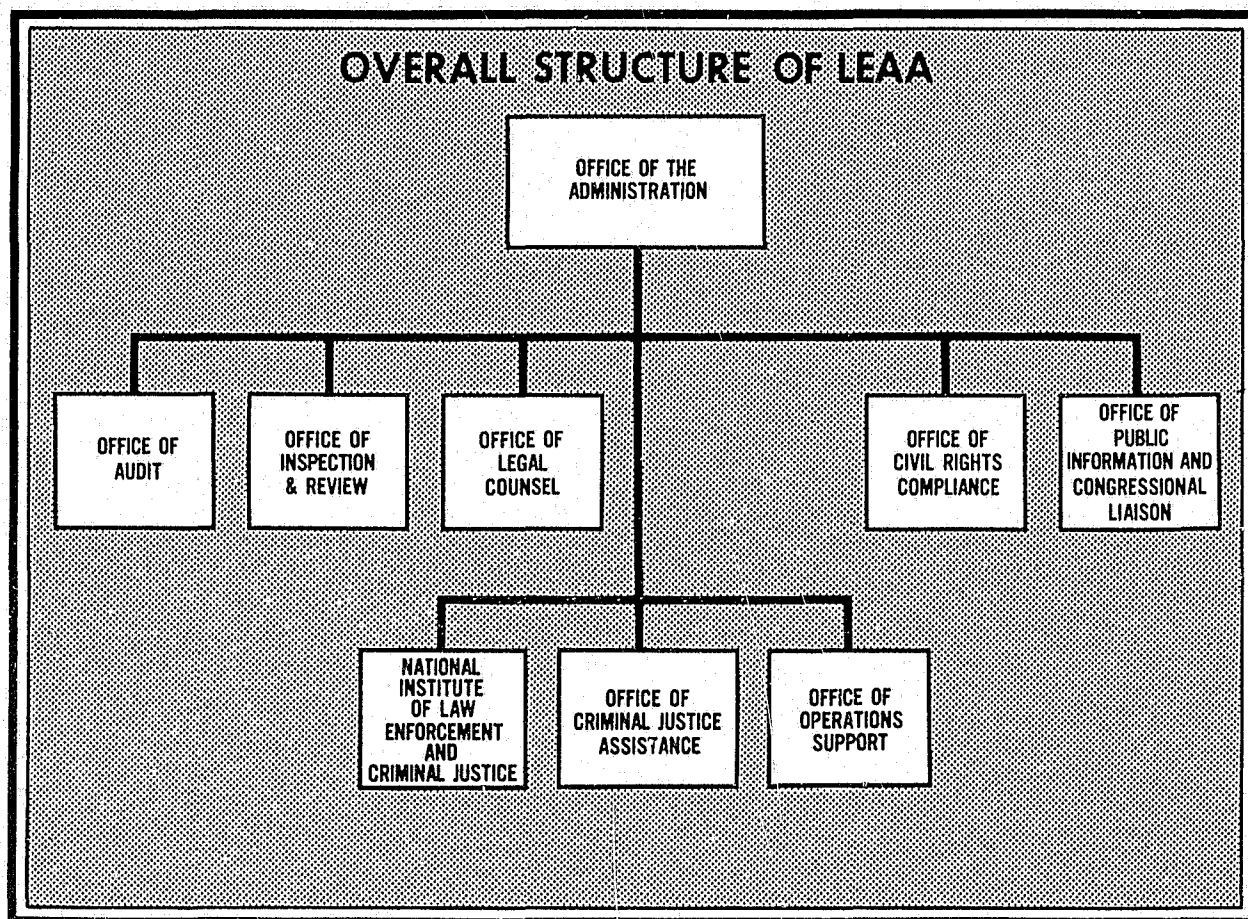 OVERALL STRUCTURE OF LEAA
OFFICE OF THE
ADMINISTRATION
OFFICE OF
AUDIT
OFFICE OF
INSPECTION
& REVIEW
OFFICE OF
LEGAL
COUNSEL
OFFICE OF
CIVIL RIGHTS
COMPLIANCE
OFFICE OF
PUBLIC
INFORMATION AND
CONGRESSIONAL
LIAISON
NATIONAL
INSTITUTE
OF LAW
ENFORCEMENT
AND
CRIMINAL JUSTICE
OFFICE OF
CRIMINAL JUSTICE
ASSISTANCE
OFFICE OF
OPERATIONS
SUPPORT